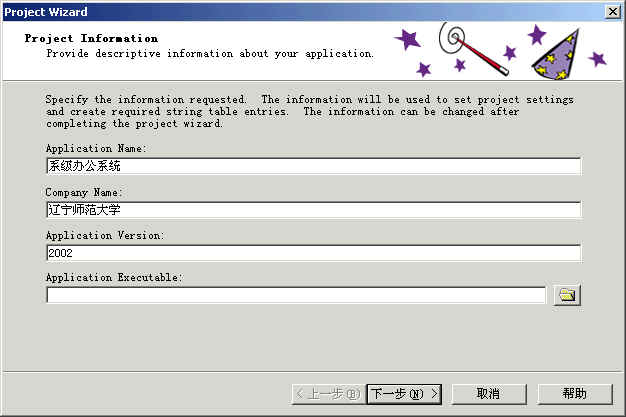 Project Wizard
Project Information
Provide descriptive information about your application.
Specify the information requested.  The information will be used to set project settings
and create required string table entries.  The information can be changed after
completing the project wizard.
Application Name:
系级办公系统
Company Name:
辽宁师范大学
Application Version:
2002
Application Executable:
< 上一步(B) 下一步(N) > 取消 帮助